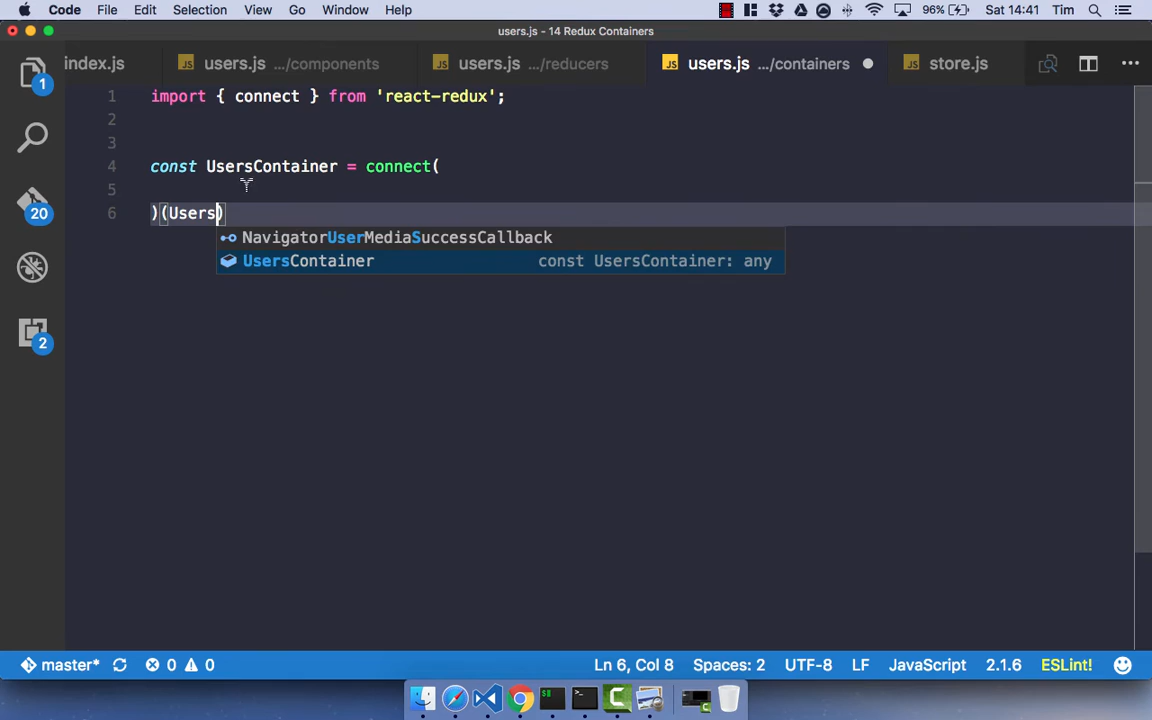 Code File Edit Selection View Go Window Help 96% Sat 14:41 Tim
users.js - 14 Redux Containers
index.js users.js .../components users.js .../reducers users.js .../containers store.js
1 import { connect } from 'react-redux';
2
3
4 const UsersContainer = connect(
5
6 )(Users)
NavigatorUserMediaSuccessCallback
UsersContainer const UsersContainer: any
1
20
2
master* 0 0 Ln 6, Col 8 Spaces: 2 UTF-8 LF JavaScript 2.1.6 ESLint!